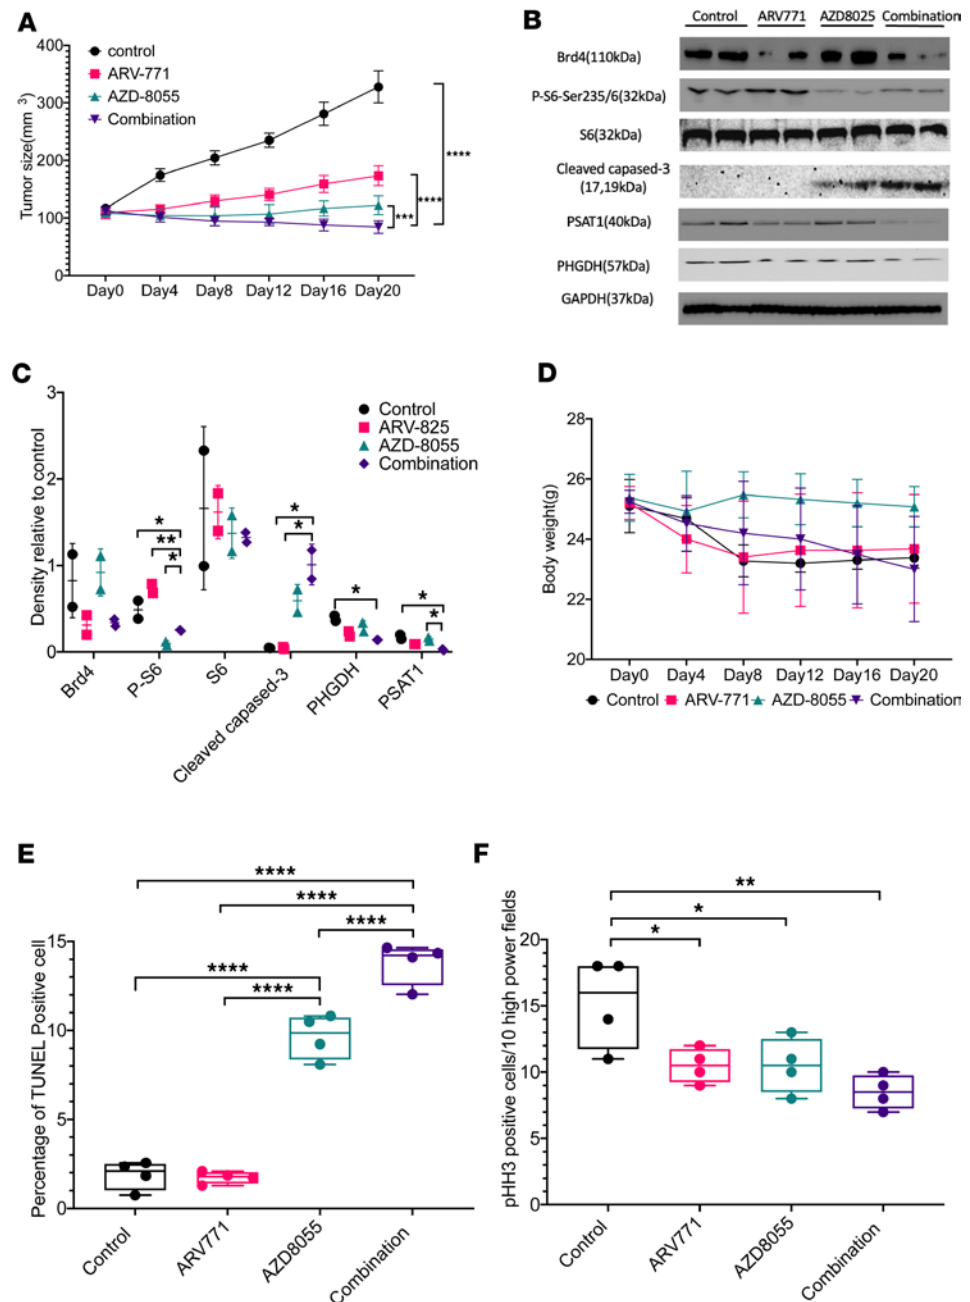 A
control
ARV-771
AZD-8055
Combination
Tumor size(mm 3)
400
300
200
100
0
Day0 Day4 Day8 Day12 Day16 Day20
***
****
****
B
Control ARV771 AZD8025 Combination
Brd4(110kDa)
P-S6-Ser235/6(32kDa)
S6(32kDa)
Cleaved capased-3
(17,19kDa)
PSAT1(40kDa)
PHGDH(57kDa)
GAPDH(37kDa)
C
Density relative to control
3
2
1
0
Control
ARV-825
AZD-8055
Combination
*
**
*
*
*
*
*
*
Brd4
P-S6
S6
Cleaved capased-3
PHGDH
PSAT1
D
Body weight(g)
28
26
24
22
20
Day0 Day4 Day8 Day12 Day16 Day20
Control ARV-771 AZD-8055 Combination
E
Percentage of TUNEL Positive cell
15
10
5
0
****
****
****
****
****
Control
ARV771
AZD8055
Combination
F
pHH3 positive cells/10 high power fields
20
15
10
5
0
**
*
*
Control
ARV771
AZD8055
Combination